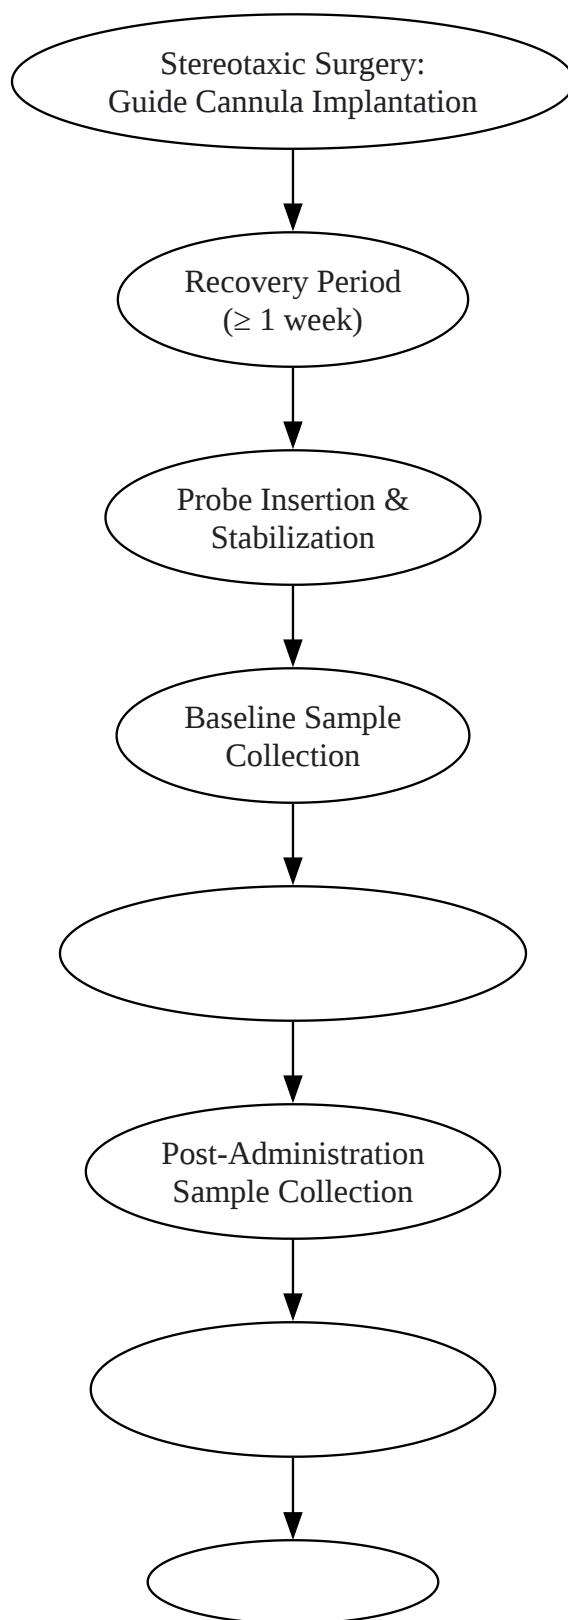 Stereotaxic Surgery:
Guide Cannula Implantation
Recovery Period
(≥ 1 week)
Probe Insertion &
Stabilization
Baseline Sample
Collection
Post-Administration
Sample Collection